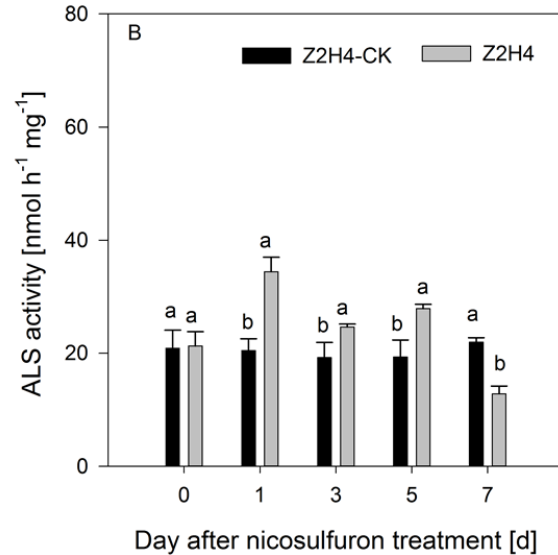 B
Z2H4-CK
Z2H4
ALS activity [nmol h⁻¹ mg⁻¹]
80
60
40
20
0
a a
b a
b a
b a
a b
0 1 3 5 7
Day after nicosulfuron treatment [d]